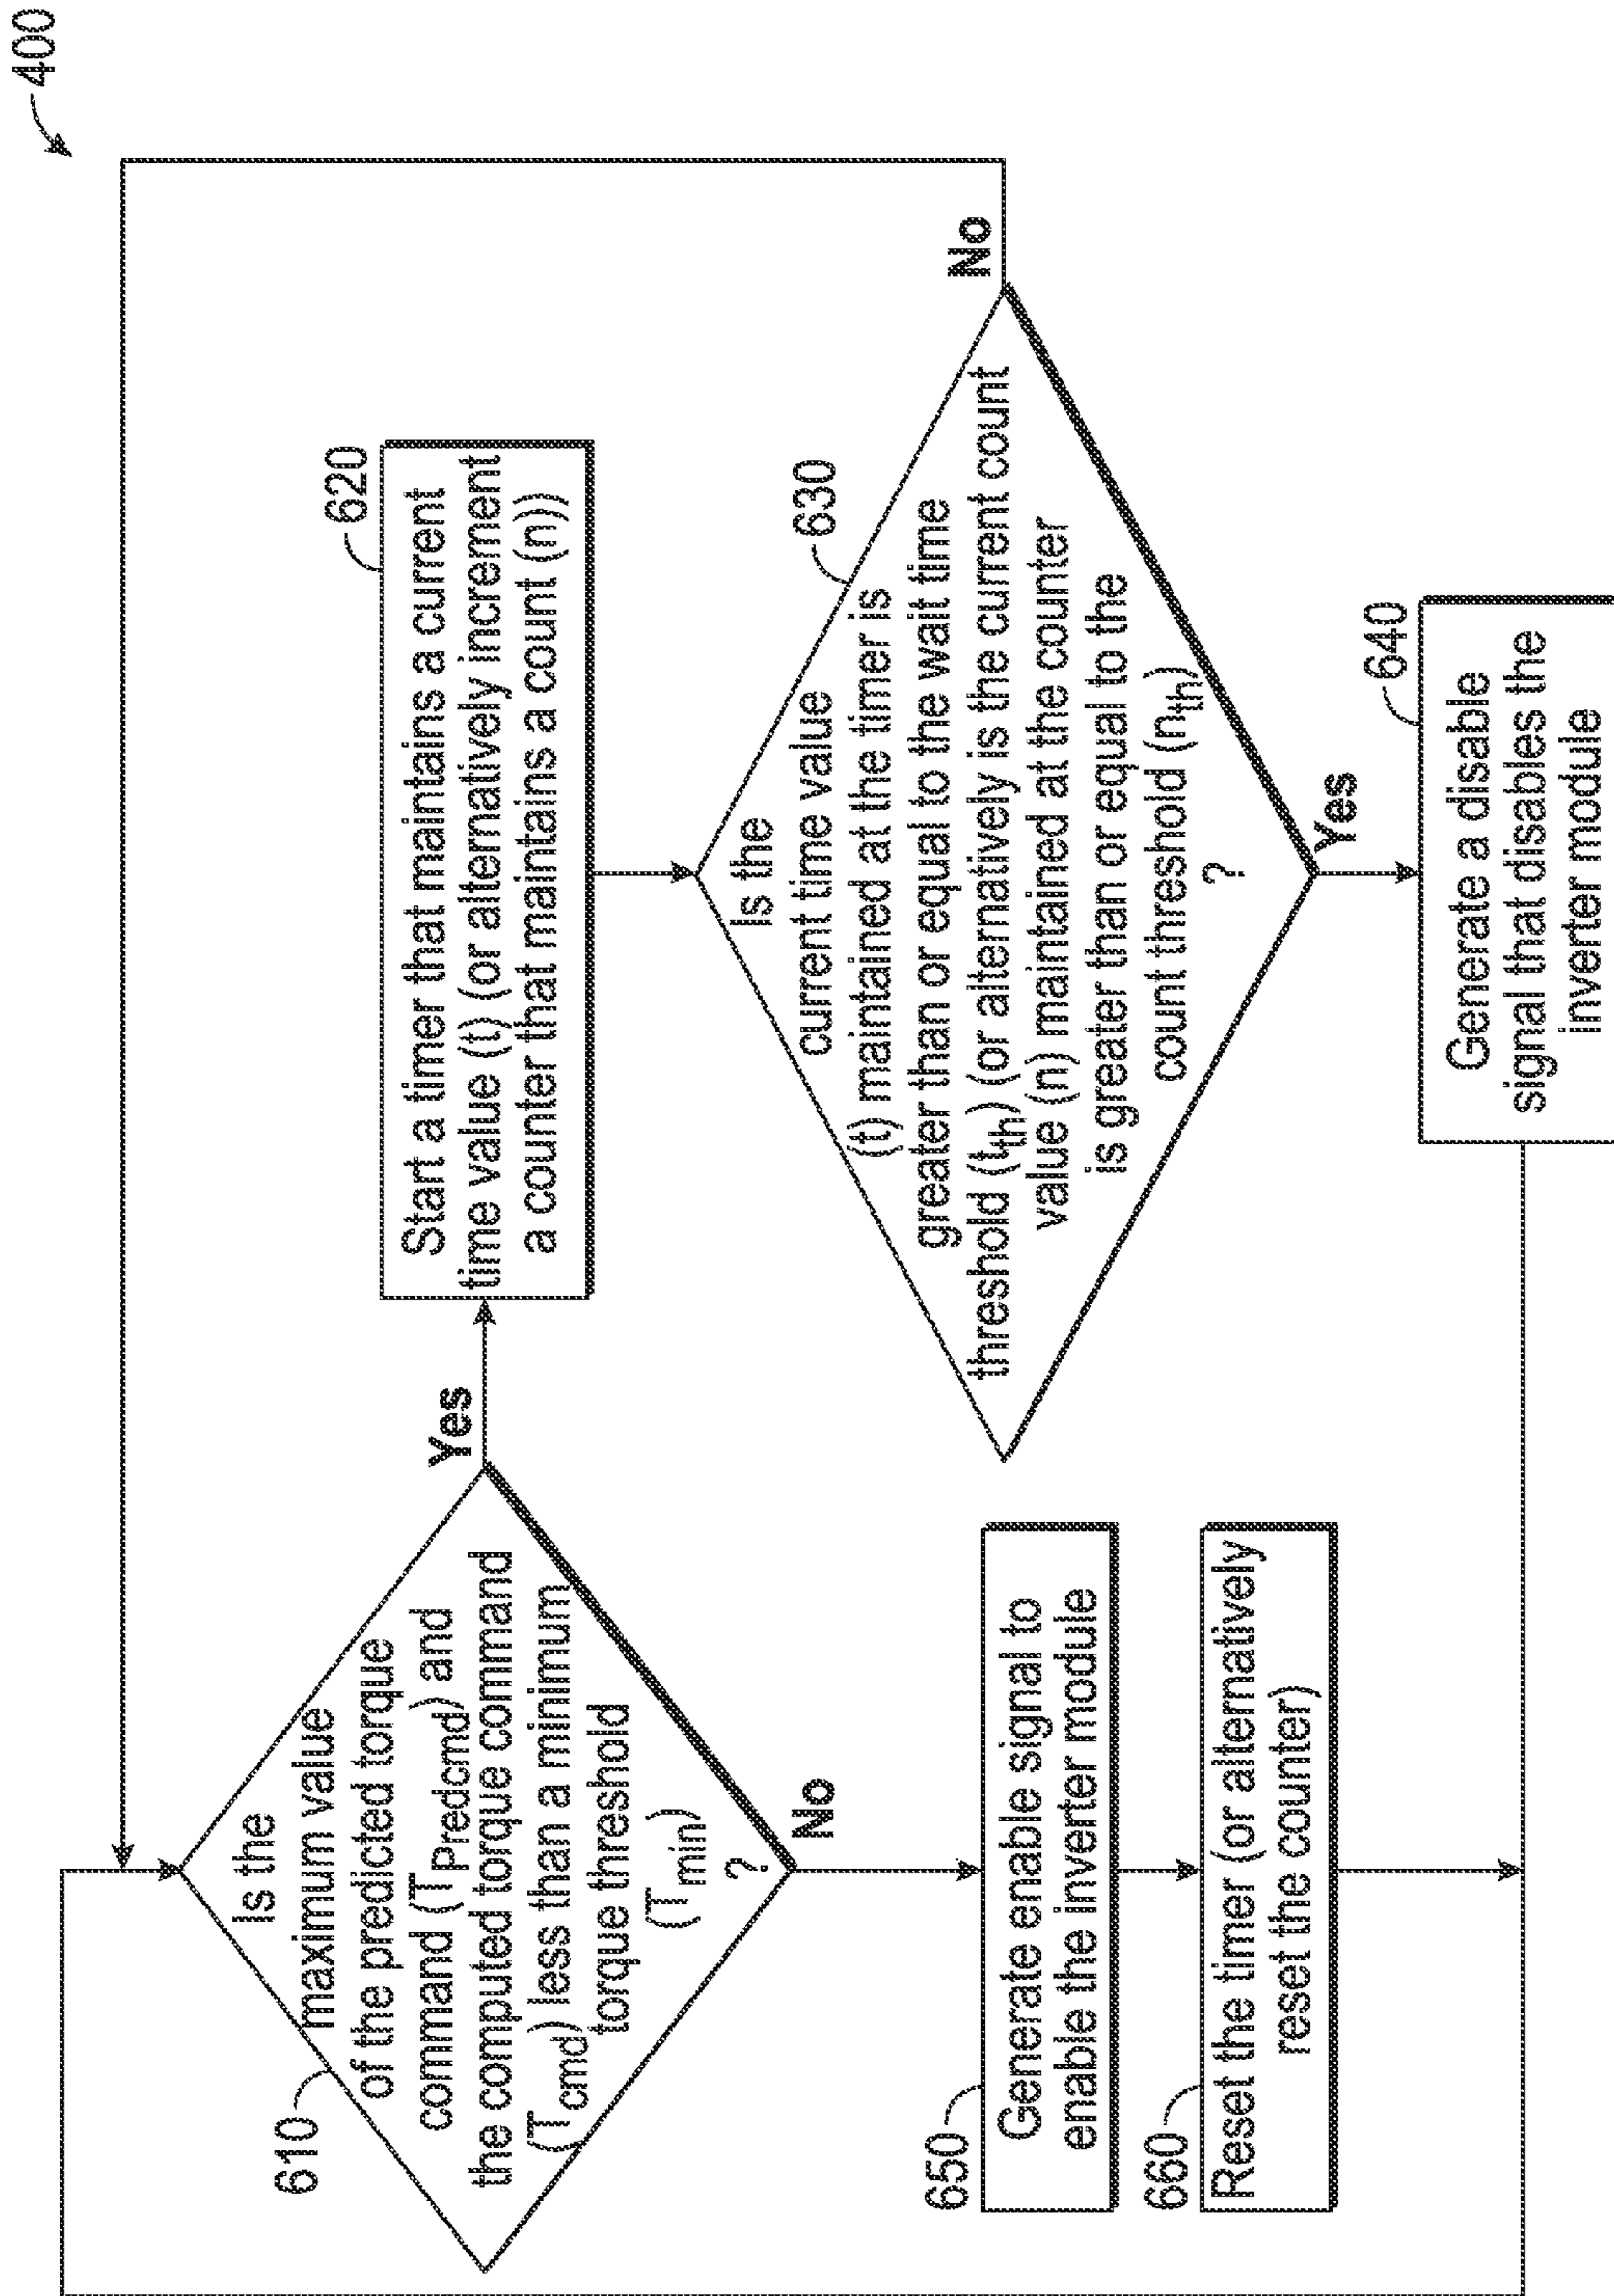 400
610
Is the
maximum value
of the predicted torque
command (T Predcmd) and
the computed torque command
(T cmd) less than a minimum
torque threshold
(T min)
?
Yes
No
620
Start a timer that maintains a current
time value (t) (or alternatively increment
a counter that maintains a count (n))
630
Is the
current time value
(t) maintained at the timer is
greater than or equal to the wait time
threshold (tth) (or alternatively is the current count
value (n) maintained at the counter
is greater than or equal to the
count threshold (nth)
?
No
Yes
640
Generate a disable
signal that disables the
inverter module
650
Generate enable signal to
enable the inverter module
660
Reset the timer (or alternatively
reset the counter)